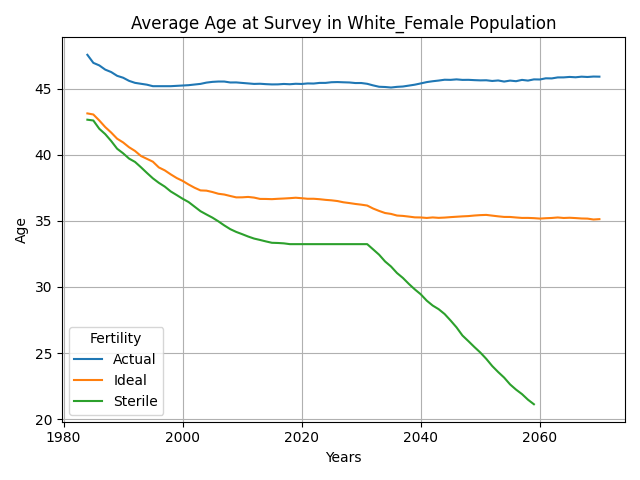 Average Age at Survey in White_Female Population
Age
45
40
35
30
25
20
Fertility
Actual
Ideal
Sterile
1980 2000 2020 2040 2060
Years